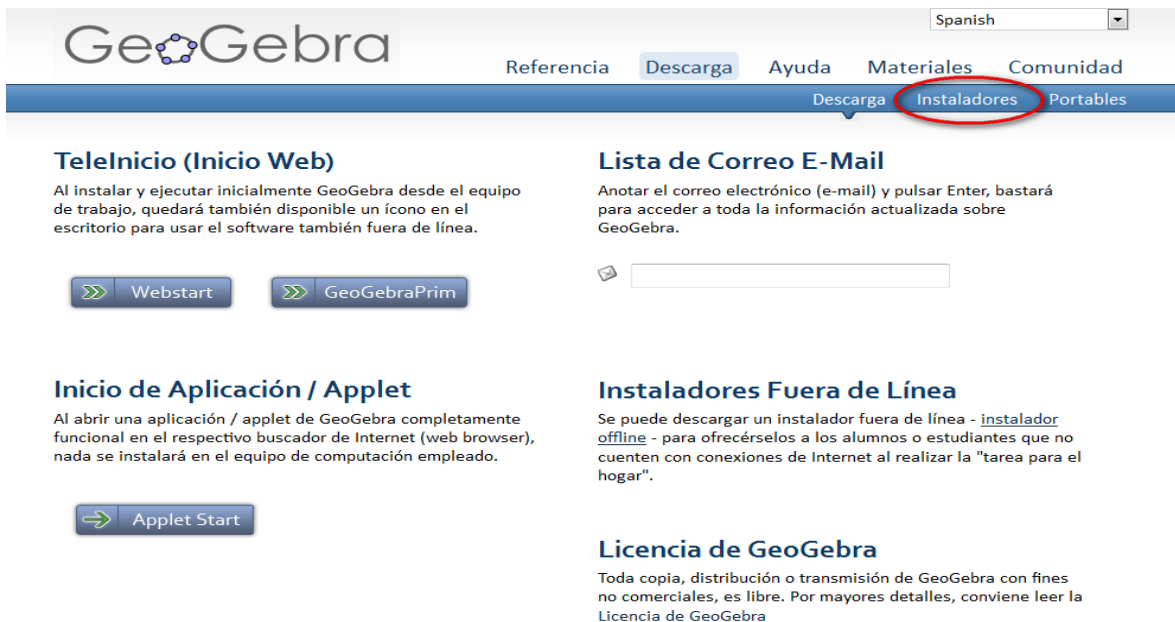 Spanish
GeoGebra
Referencia Descarga Ayuda Materiales Comunidad
Descarga Instaladores Portables
TeleInicio (Inicio Web)
Al instalar y ejecutar inicialmente GeoGebra desde el equipo
de trabajo, quedará también disponible un ícono en el
escritorio para usar el software también fuera de línea.
Webstart GeoGebraPrim
Lista de Correo E-Mail
Anotar el correo electrónico (e-mail) y pulsar Enter, bastará
para acceder a toda la información actualizada sobre
GeoGebra.
Inicio de Aplicación / Applet
Al abrir una aplicación / applet de GeoGebra completamente
funcional en el respectivo buscador de Internet (web browser),
nada se instalará en el equipo de computación empleado.
Applet Start
Instaladores Fuera de Línea
Se puede descargar un instalador fuera de línea - instalador
offline - para ofrecérselos a los alumnos o estudiantes que no
cuenten con conexiones de Internet al realizar la "tarea para el
hogar".
Licencia de GeoGebra
Toda copia, distribución o transmisión de GeoGebra con fines
no comerciales, es libre. Por mayores detalles, conviene leer la
Licencia de GeoGebra